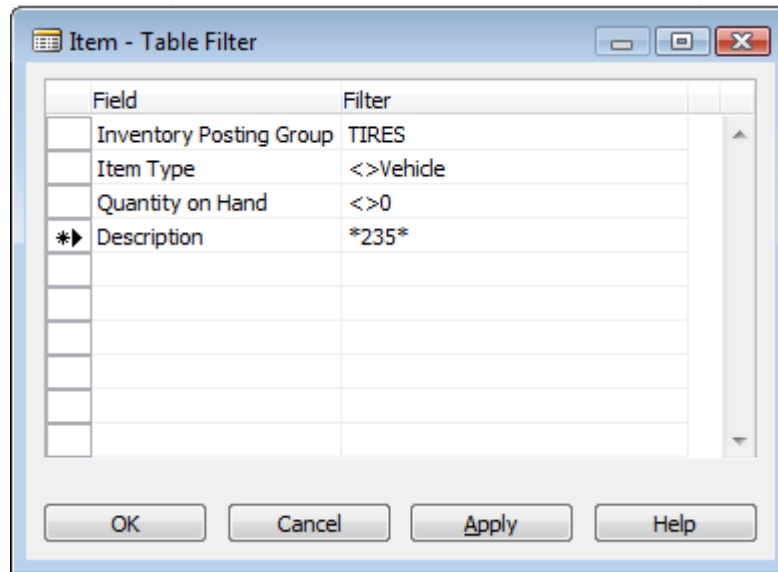 Item - Table Filter
Field Filter
Inventory Posting Group TIRES
Item Type <>Vehicle
Quantity on Hand <>0
Description *235*
OK Cancel Apply Help